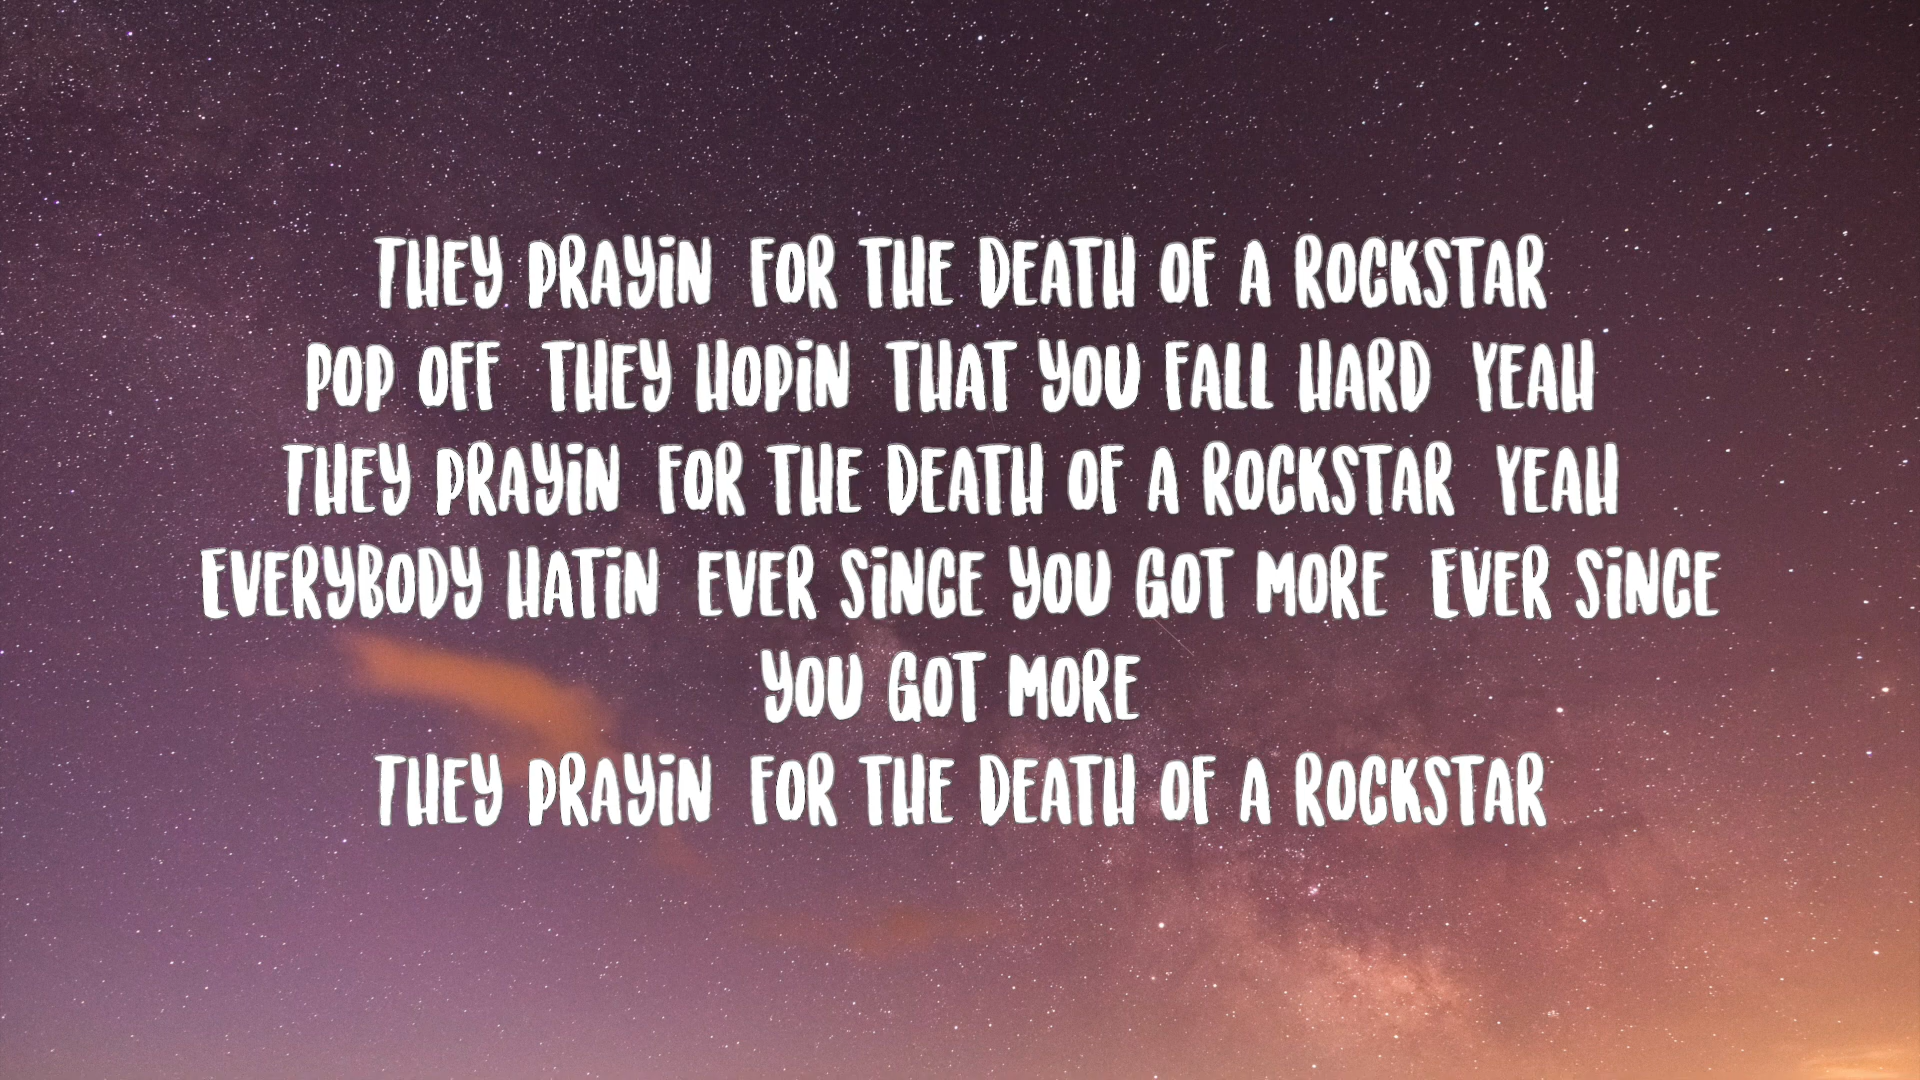 THEY PRAYIN FOR THE DEATH OF A ROCKSTAR
POP OFF THEY HOPIN THAT YOU FALL HARD YEAH
THEY PRAYIN FOR THE DEATH OF A ROCKSTAR YEAH
EVERYBODY HATIN EVER SINCE YOU GOT MORE EVER SINCE
YOU GOT MORE
THEY PRAYIN FOR THE DEATH OF A ROCKSTAR